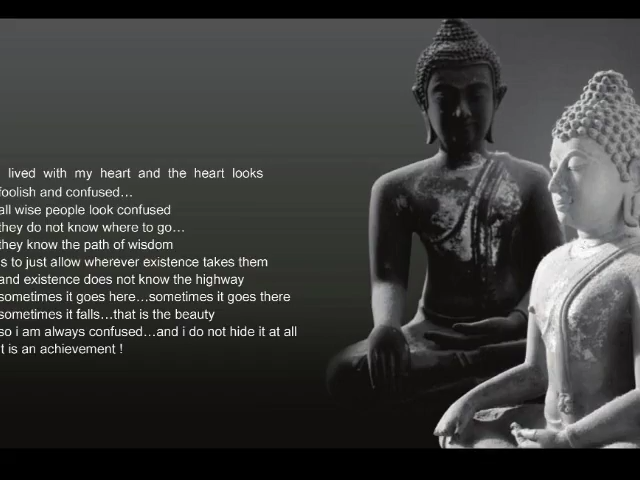 lived with my heart and the heart looks
foolish and confused...
all wise people look confused
they do not know where to go...
they know the path of wisdom
is to just allow wherever existence takes them
and existence does not know the highway
sometimes it goes here...sometimes it goes there
sometimes it falls...that is the beauty
so i am always confused...and i do not hide it at all
t is an achievement !